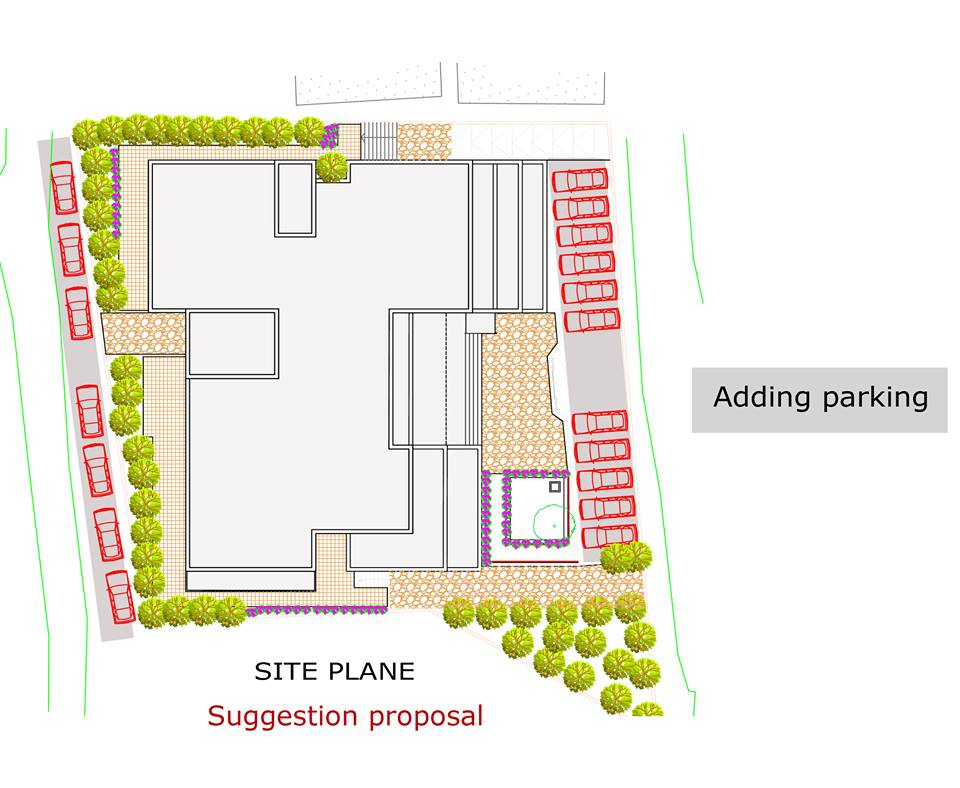 Adding parking
SITE PLANE
Suggestion proposal